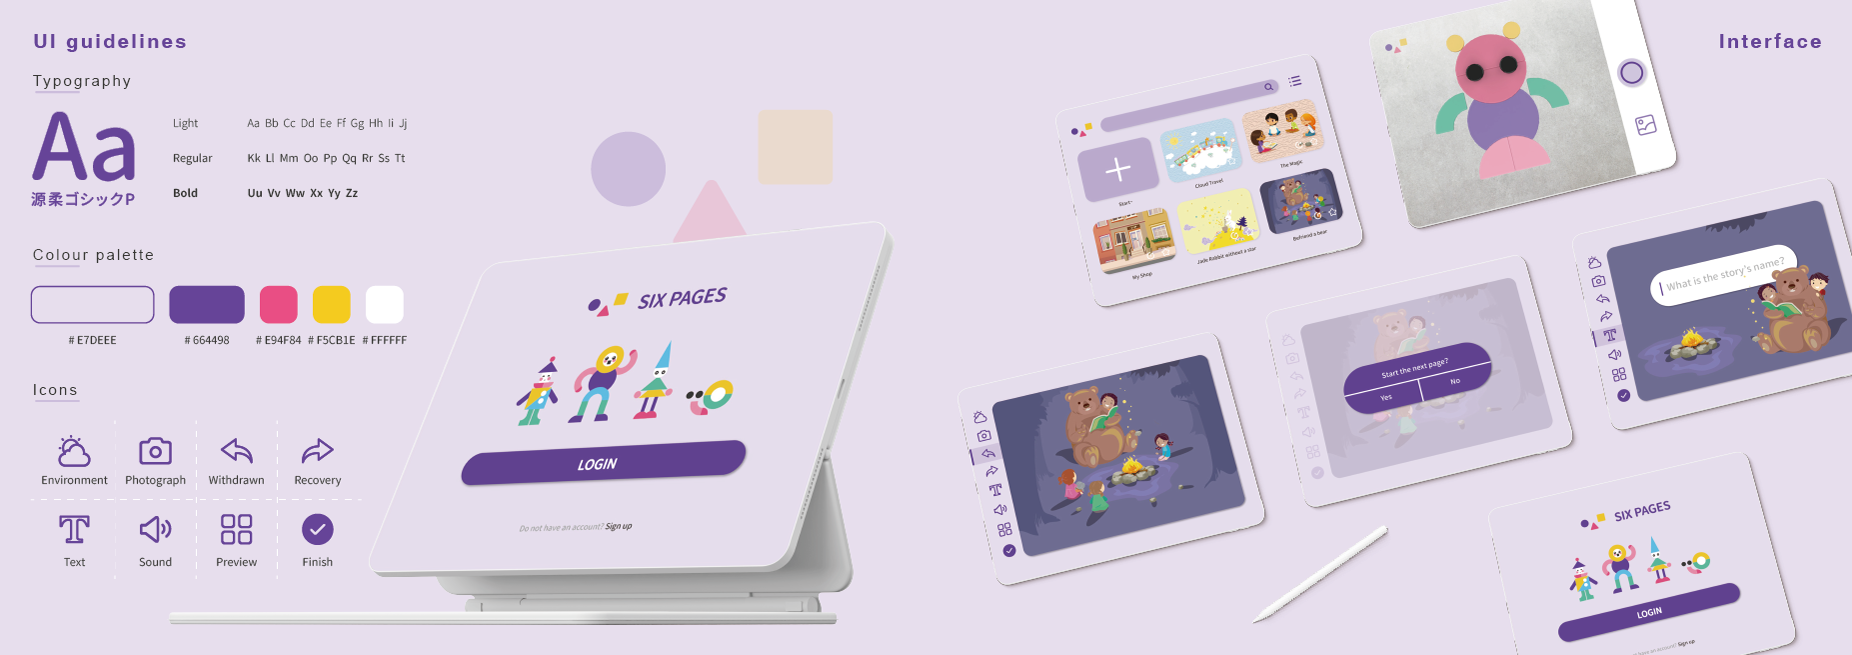 UI guidelines
Typography
Aa
源柔ゴシックP
Light
Aa Bb Cc Dd Ee Ff Gg Hh Ii Jj
Regular
Kk Ll Mm Oo Pp Qq Rr Ss Tt
Bold
Uu Vv Ww Xx Yy Zz
Colour palette
# E7DEEE
# 664498
# E94F84
# F5CB1E
# FFFFFF
Icons
Environment
Photograph
Withdrawn
Recovery
Text
Sound
Preview
Finish
SIX PAGES
LOGIN
Do not have an account? Sign up
Interface
Start+
Cloud Travel
The Magic
My Shop
Jade Rabbit without a star
Befriend a bear
What is the story's name?
Start the next page?
Yes
No
SIX PAGES
LOGIN
have an account? Sign up